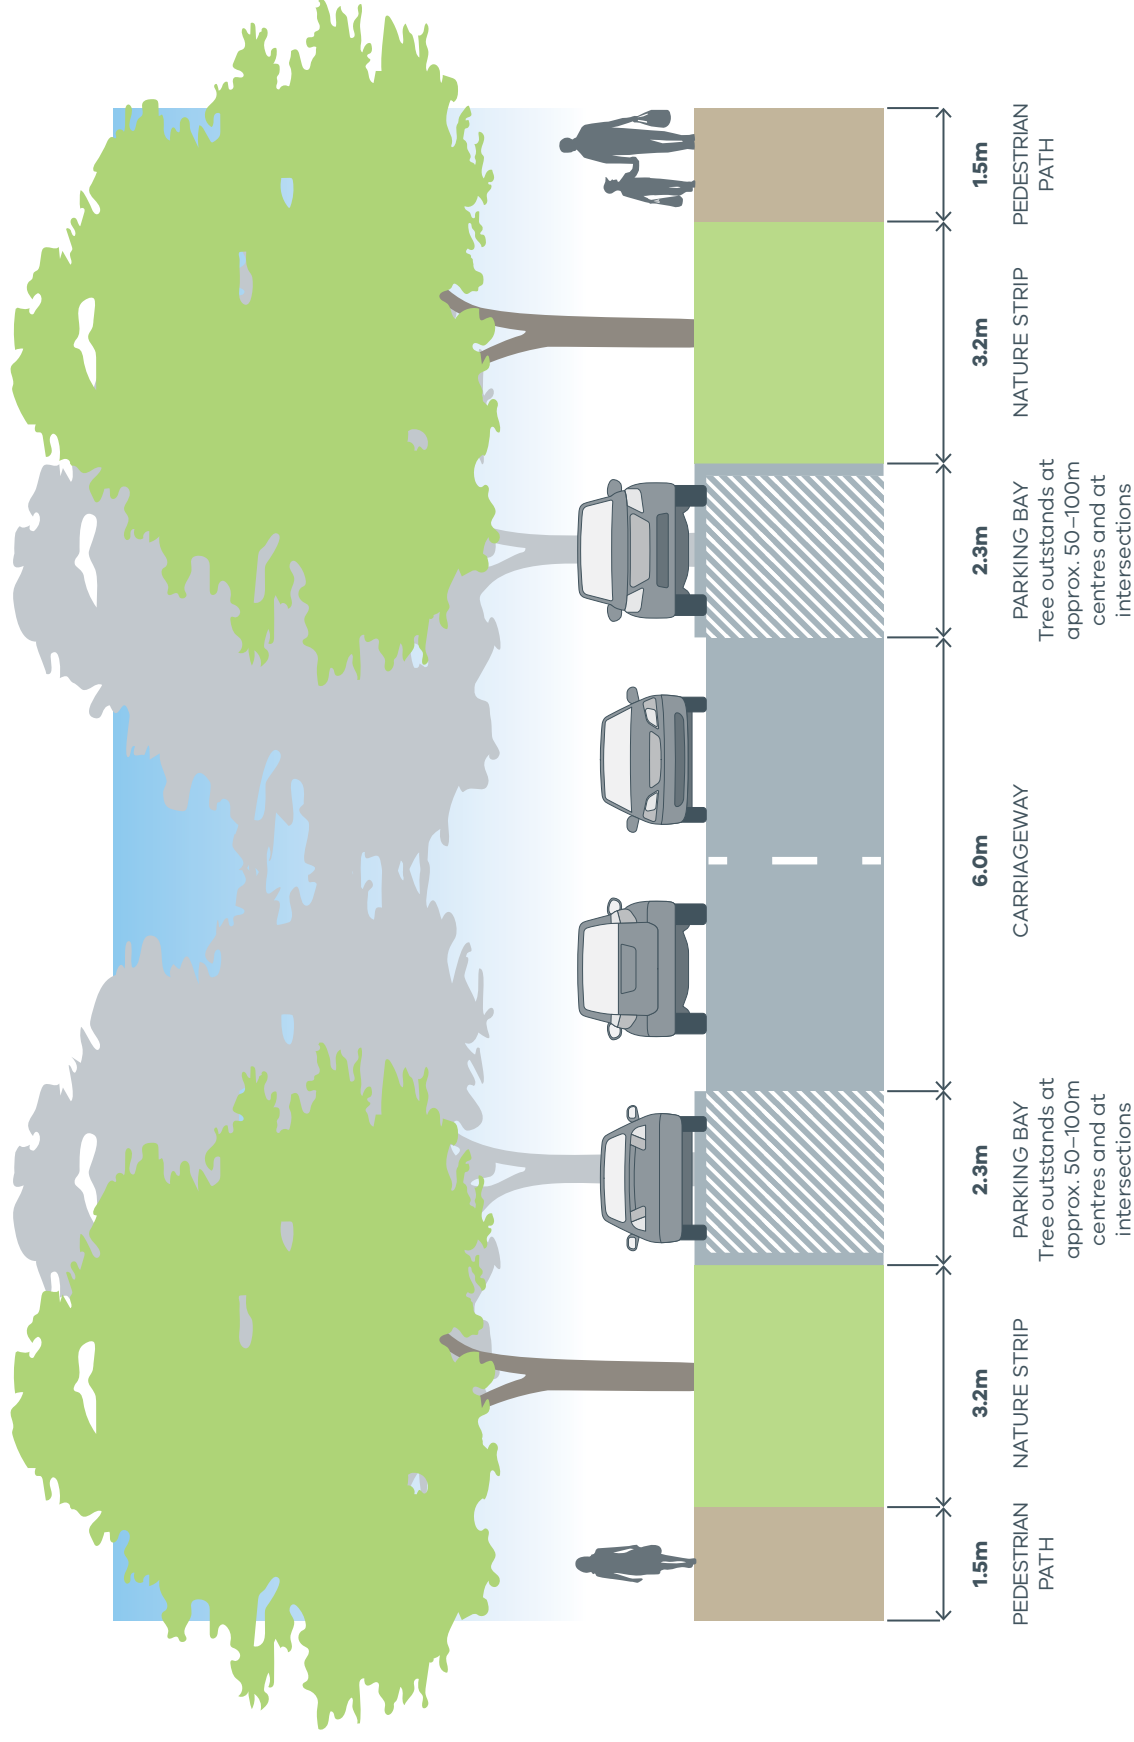 1.5m
PEDESTRIAN
PATH
3.2m
NATURE STRIP
2.3m
PARKING BAY
Tree outstands at
approx. 50–100m
centres and at
intersections
6.0m
CARRIAGEWAY
2.3m
PARKING BAY
Tree outstands at
approx. 50–100m
centres and at
intersections
3.2m
NATURE STRIP
1.5m
PEDESTRIAN
PATH